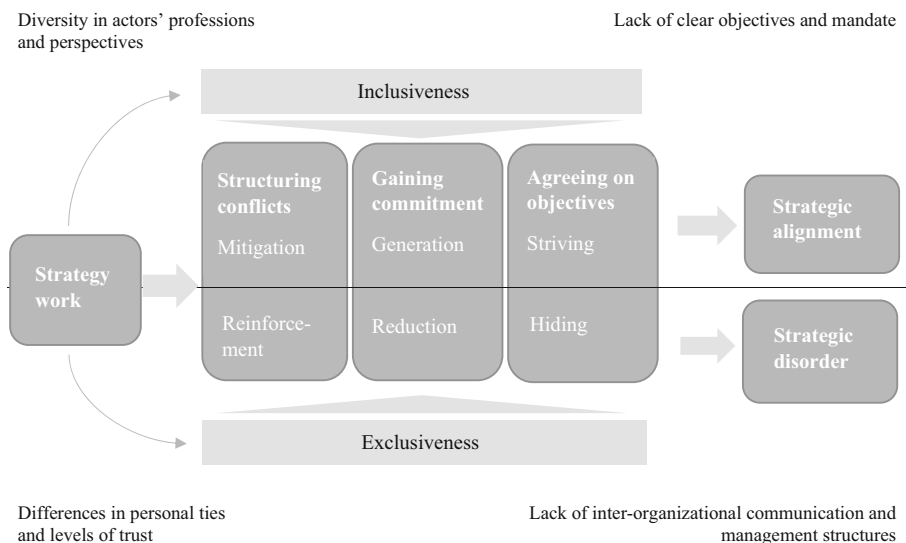 Diversity in actors’ professions
and perspectives
Lack of clear objectives and mandate
Inclusiveness
Structuring
conflicts
Mitigation
Gaining
commitment
Generation
Agreeing on
objectives
Striving
Strategic
alignment
Strategy
work
Reinforce-
ment
Reduction
Hiding
Strategic
disorder
Exclusiveness
Differences in personal ties
and levels of trust
Lack of inter-organizational communication and
management structures